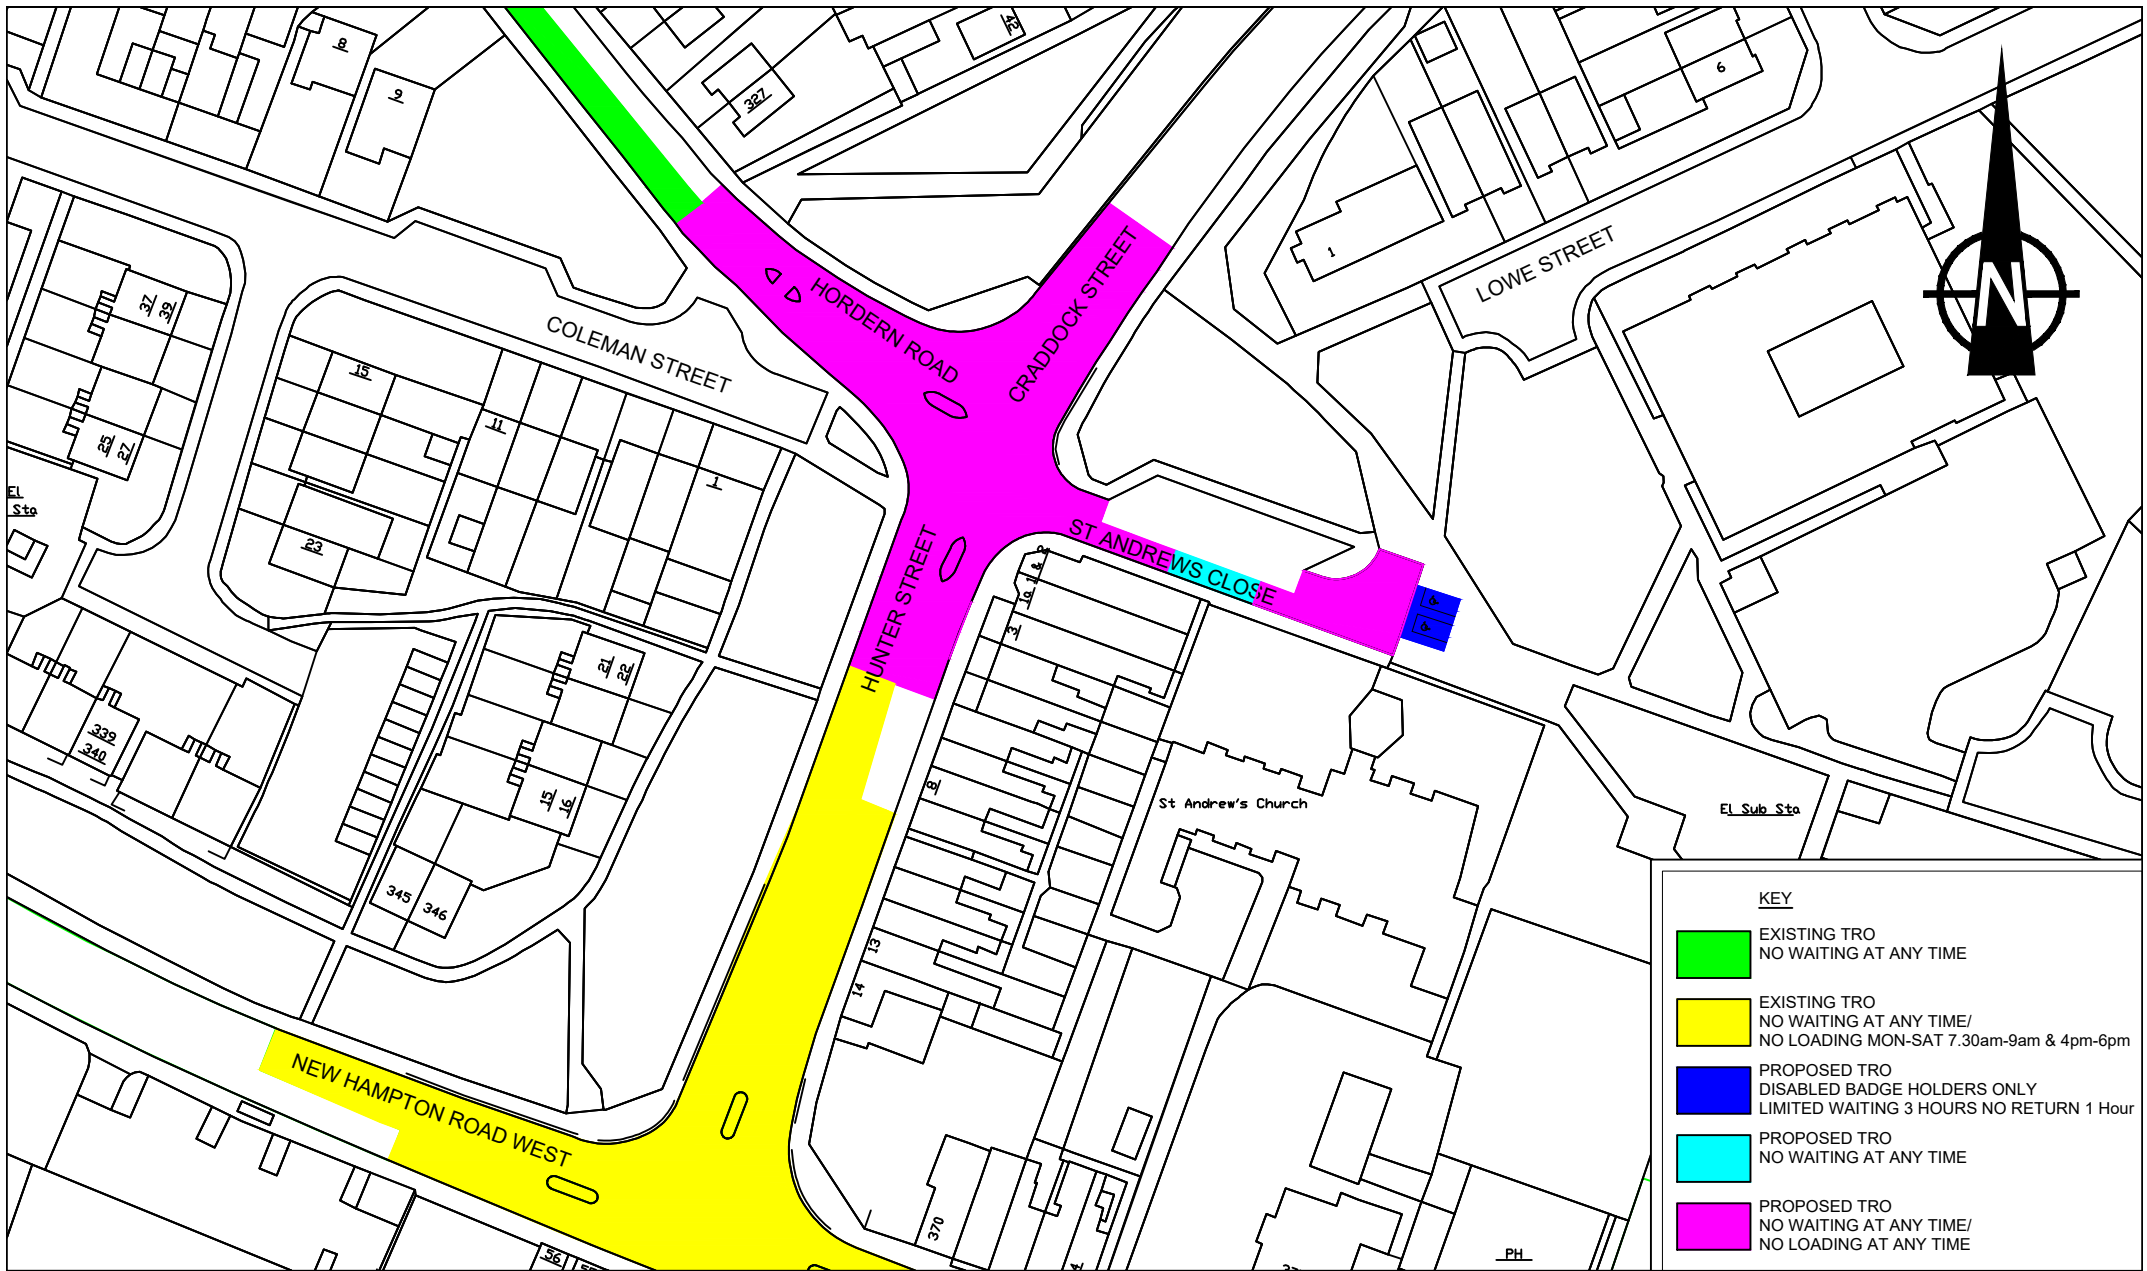 8
9
327
42
6
1
N
LOWE STREET
HORDERN ROAD
CRADDOCK STREET
COLEMAN STREET
37
39
15
11
25
27
1
El
Sta
23
ST ANDREWS CLOSE
HUNTER STREET
1a 1 & 2
3
21
22
339
340
15
16
8
St Andrew's Church
El Sub Sta
345
346
13
14
NEW HAMPTON ROAD WEST
370
56
PH
KEY
EXISTING TRO
NO WAITING AT ANY TIME
EXISTING TRO
NO WAITING AT ANY TIME/
NO LOADING MON-SAT 7.30am-9am & 4pm-6pm
PROPOSED TRO
DISABLED BADGE HOLDERS ONLY
LIMITED WAITING 3 HOURS NO RETURN 1 Hour
PROPOSED TRO
NO WAITING AT ANY TIME
PROPOSED TRO
NO WAITING AT ANY TIME/
NO LOADING AT ANY TIME